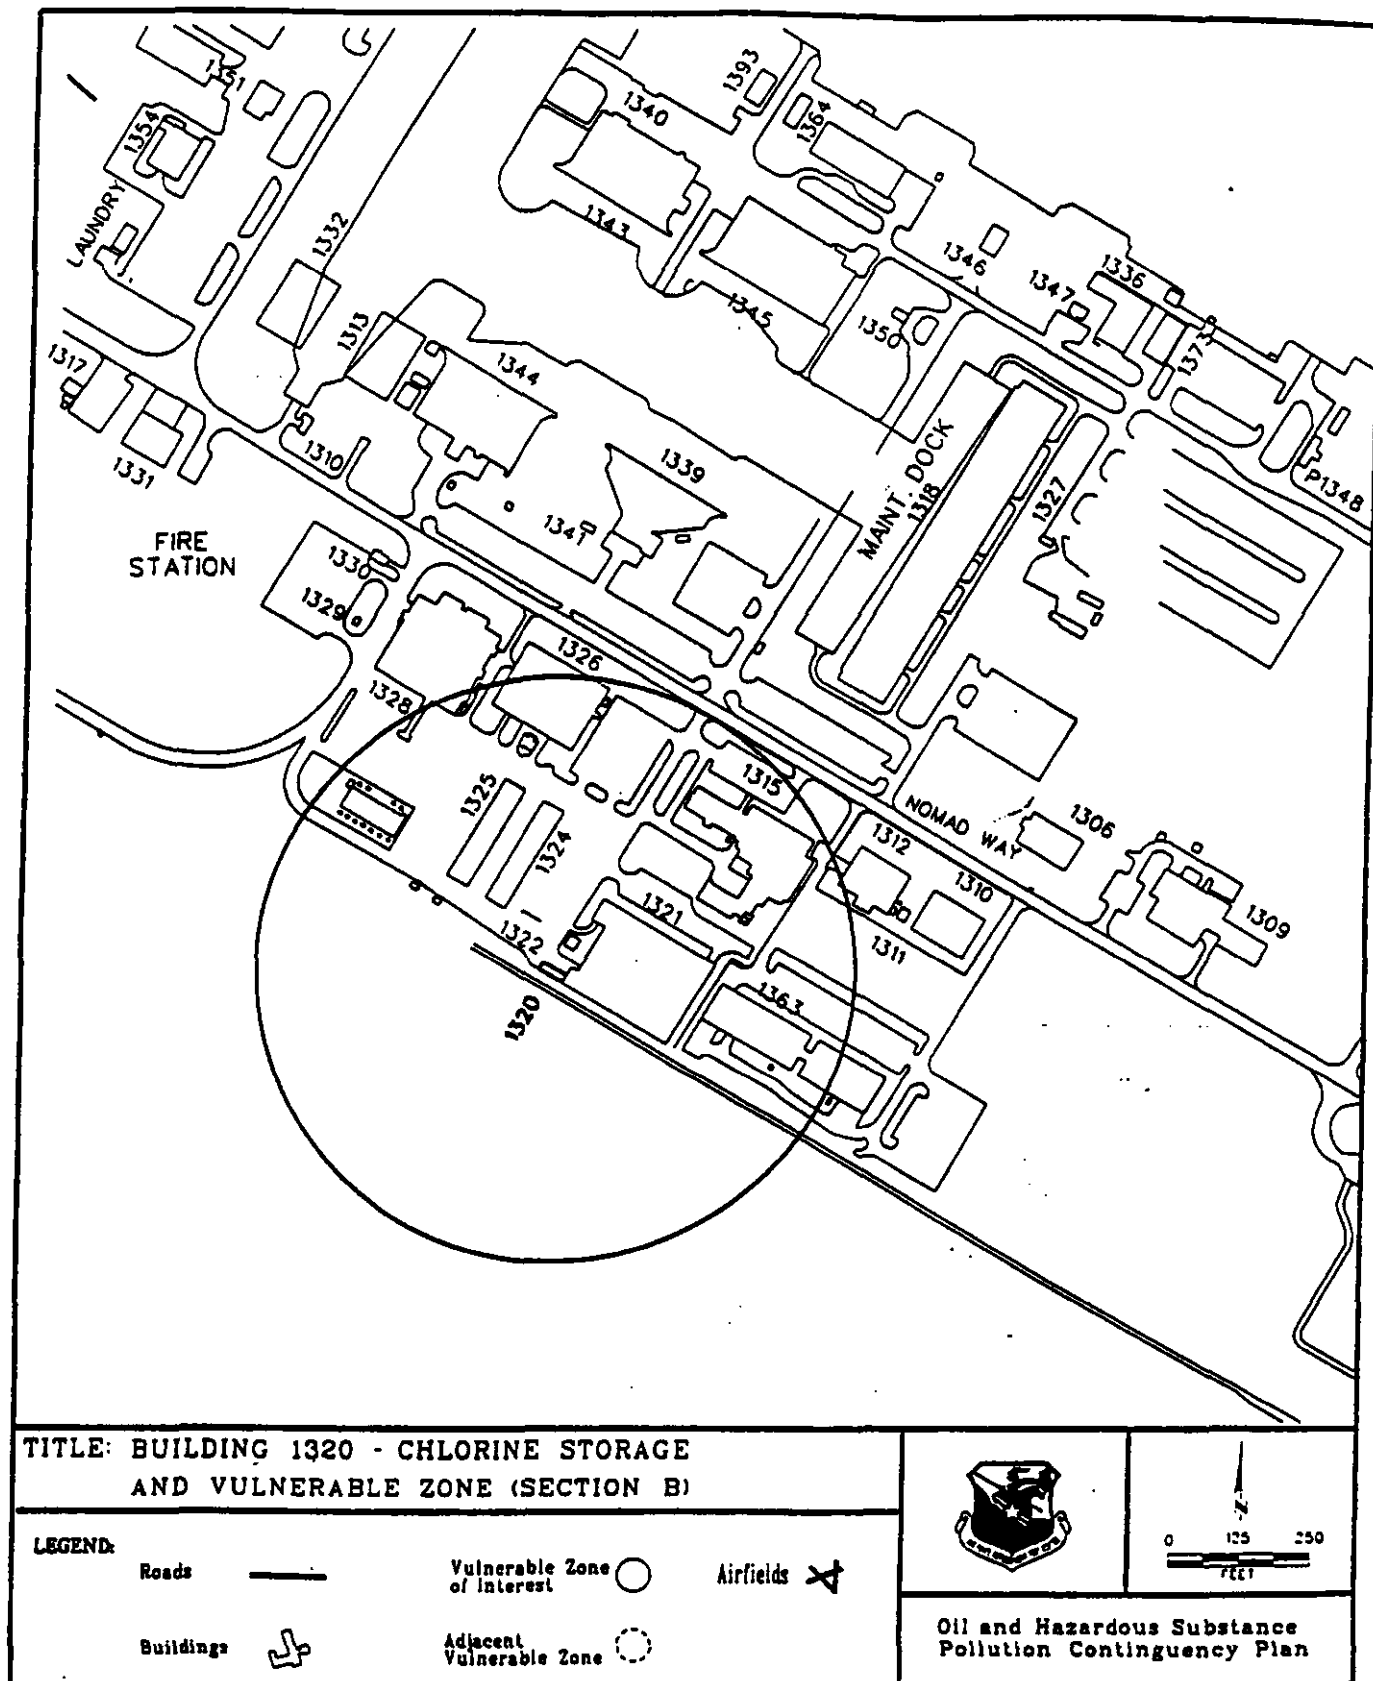 1393
1351
1340
1364
1354
LAUNDRY
1332
1343
1346
1336
1347
1345
1350
1313
1373
1317
1344
MAINT. DOCK
1318
1310
1339
1331
P1348
1327
1341
FIRE
STATION
1330
1329
1326
1328
1315
1325
1324
NOMAD WAY
1306
1312
1310
1321
1322
1311
1309
1363
1320
TITLE: BUILDING 1320 - CHLORINE STORAGE
AND VULNERABLE ZONE (SECTION B)
LEGEND:
Roads
Vulnerable Zone
of Interest
Airfields
Buildings
Adjacent
Vulnerable Zone
N
0 125 250
FEET
Oil and Hazardous Substance
Pollution Continguency Plan